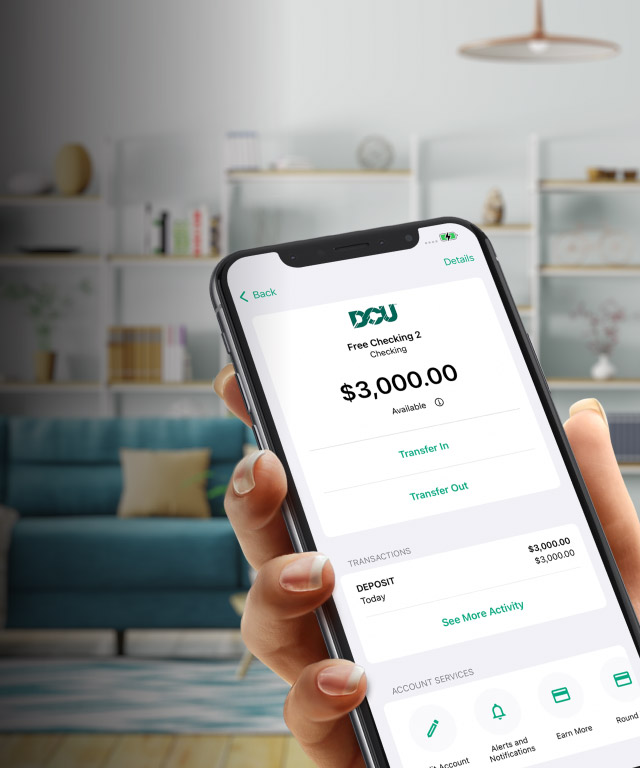 Back
Details
DCU
Free Checking 2
Checking
$3,000.00
Available
Transfer In
Transfer Out
TRANSACTIONS
DEPOSIT $3,000.00
Today $3,000.00
See More Activity
ACCOUNT SERVICES
Account
Alerts and
Notifications
Earn More
Round